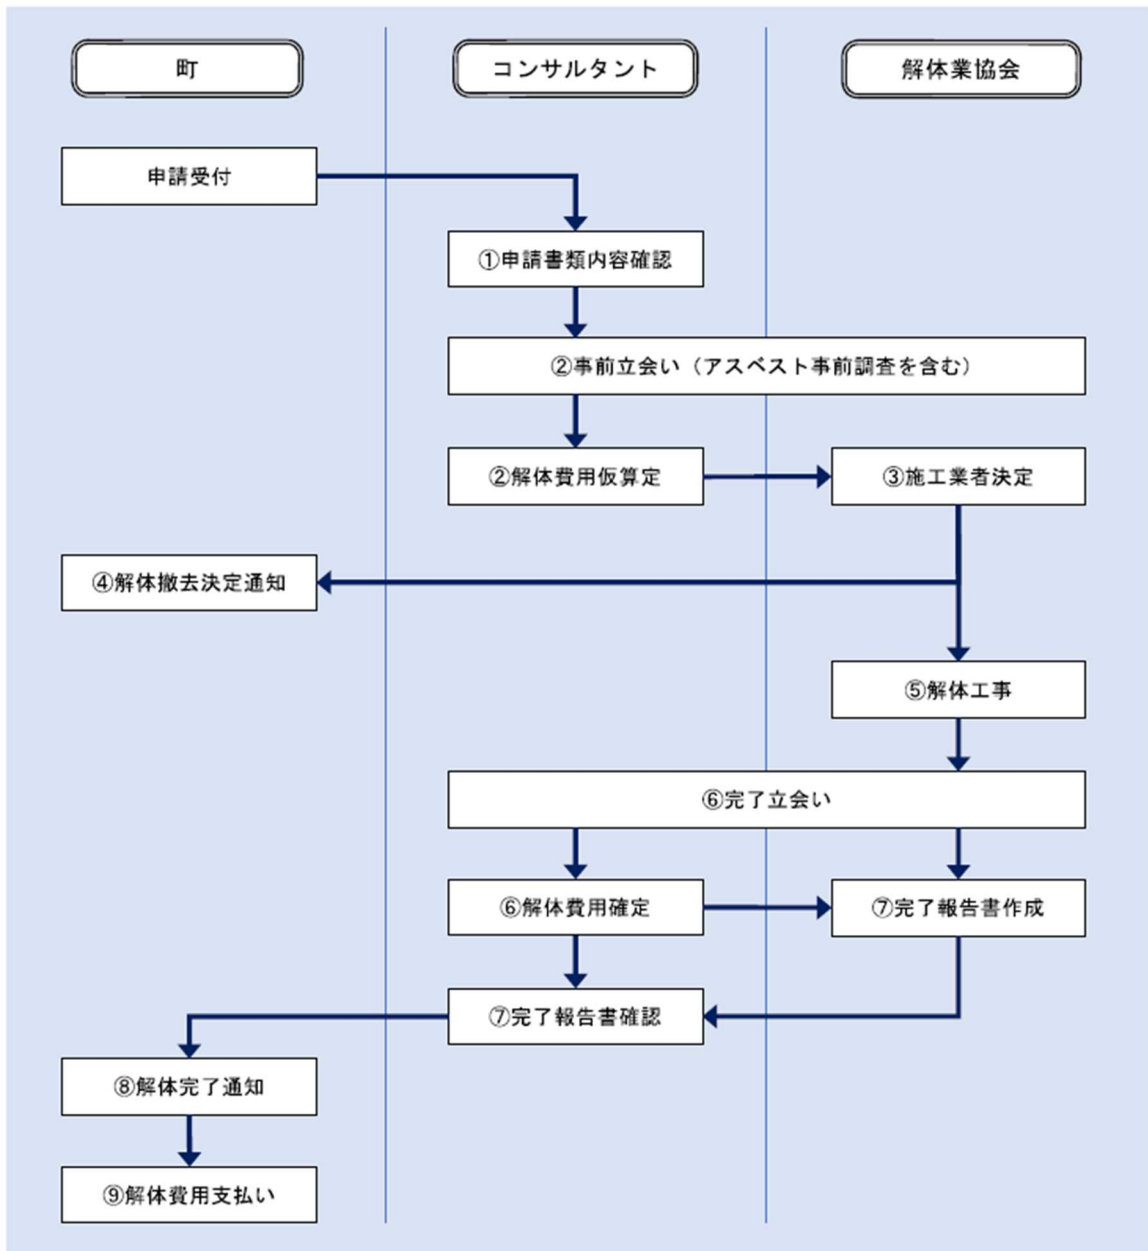 町
コンサルタント
解体業協会
申請受付
①申請書類内容確認
②事前立会い（アスベスト事前調査を含む）
②解体費用仮算定
③施工業者決定
④解体撤去決定通知
⑤解体工事
⑥完了立会い
⑥解体費用確定
⑦完了報告書作成
⑦完了報告書確認
⑧解体完了通知
⑨解体費用支払い